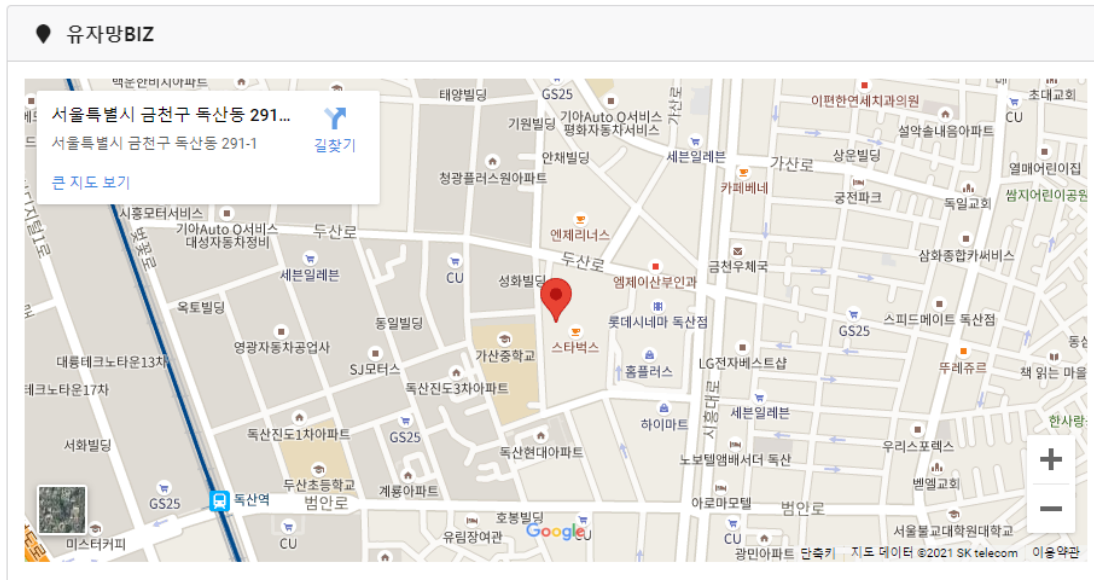 유자망BIZ
백운한비치아파트
서울특별시 금천구 독산동 291...
서울특별시 금천구 독산동 291-1
길찾기
큰 지도 보기
태양빌딩
GS25
기원빌딩
기아Auto Q서비스
평화자동차서비스
가산로
이편한연세치과의원
초대교회
CU
설악솔내음아파트
안채빌딩
세븐일레븐
가산로
상운빌딩
열매어린이집
청광플러스원아파트
카페베네
궁전파크
독일교회
쌈지어린이공원
디지털1로
벚꽃로
시흥모터서비스
기아Auto Q서비스
대성자동차정비
두산로
엔제리너스
두산로
세븐일레븐
CU
성화빌딩
엠제이산부인과
금천우체국
삼화종합카써비스
옥토빌딩
동일빌딩
롯데시네마 독산점
GS25
스피드메이트 독산점
영광자동차공업사
가산중학교
스타벅스
대륭테크노타운13차
SJ모터스
홈플러스
LG전자베스트샵
뚜레쥬르
책 읽는 마을
테크노타운17차
독산진도3차아파트
시흥대로
하이마트
세븐일레븐
한사랑
독산진도1차아파트
GS25
서화빌딩
독산현대아파트
노보텔앰배서더 독산
우리스포렉스
두산초등학교
계룡아파트
벧엘교회
GS25
독산역
범안로
아로마모텔
범안로
호봉빌딩
미스터커피
CU
유림장여관
Google
CU
CU
서울불교대학원대학교
광민아파트
단축키
지도 데이터 ©2021 SK telecom
이용약관